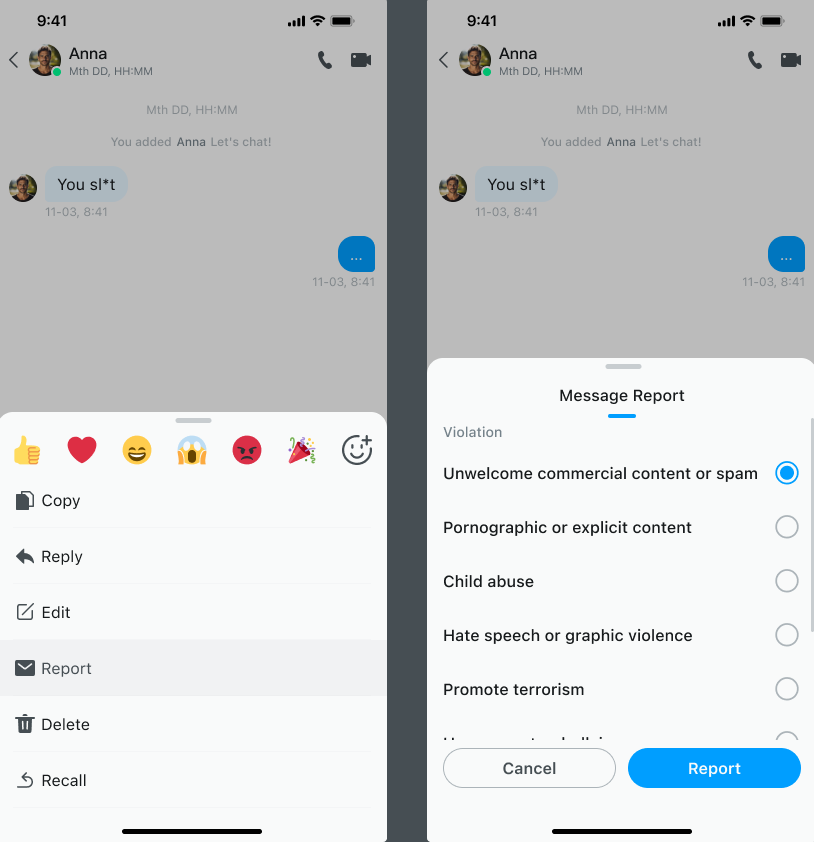 9:41
Anna
Mth DD, HH:MM
Mth DD, HH:MM
You added Anna Let's chat!
You sl*t
11-03, 8:41
...
11-03, 8:41
Copy
Reply
Edit
Report
Delete
Recall
9:41
Anna
Mth DD, HH:MM
Mth DD, HH:MM
You added Anna Let's chat!
You sl*t
11-03, 8:41
...
11-03, 8:41
Message Report
Violation
Unwelcome commercial content or spam
Pornographic or explicit content
Child abuse
Hate speech or graphic violence
Promote terrorism
Cancel
Report